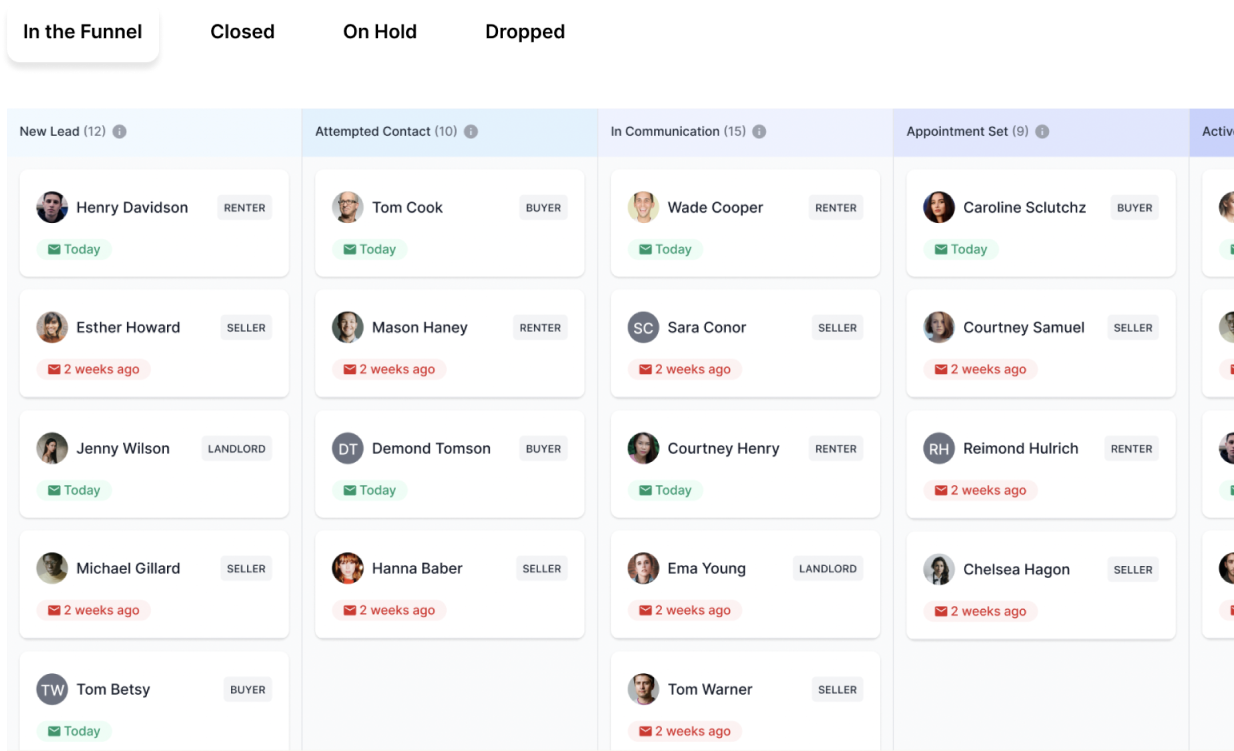 In the Funnel
Closed
On Hold
Dropped
New Lead (12)
Henry Davidson
RENTER
Today
Esther Howard
SELLER
2 weeks ago
Jenny Wilson
LANDLORD
Today
Michael Gillard
SELLER
2 weeks ago
TW
Tom Betsy
BUYER
Today
Attempted Contact (10)
Tom Cook
BUYER
Today
Mason Haney
RENTER
2 weeks ago
DT
Demond Tomson
BUYER
Today
Hanna Baber
SELLER
2 weeks ago
In Communication (15)
Wade Cooper
RENTER
Today
SC
Sara Conor
SELLER
2 weeks ago
Courtney Henry
RENTER
Today
Ema Young
LANDLORD
2 weeks ago
Tom Warner
SELLER
2 weeks ago
Appointment Set (9)
Caroline Sclutchz
BUYER
Today
Courtney Samuel
SELLER
2 weeks ago
RH
Reimond Hulrich
RENTER
2 weeks ago
Chelsea Hagon
SELLER
2 weeks ago